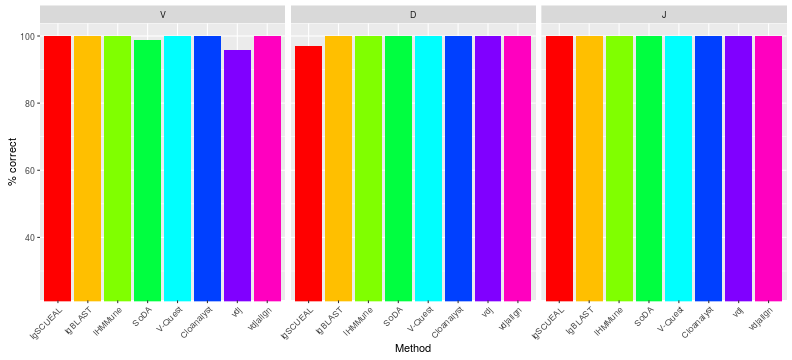 V D J
% correct
100
80
60
40
IgSCUEAL IgBLAST iHMMune SoDA V-Quest Cloanalyst vdj vdjalign
IgSCUEAL IgBLAST iHMMune SoDA V-Quest Cloanalyst vdj vdjalign
IgSCUEAL IgBLAST iHMMune SoDA V-Quest Cloanalyst vdj vdjalign
Method